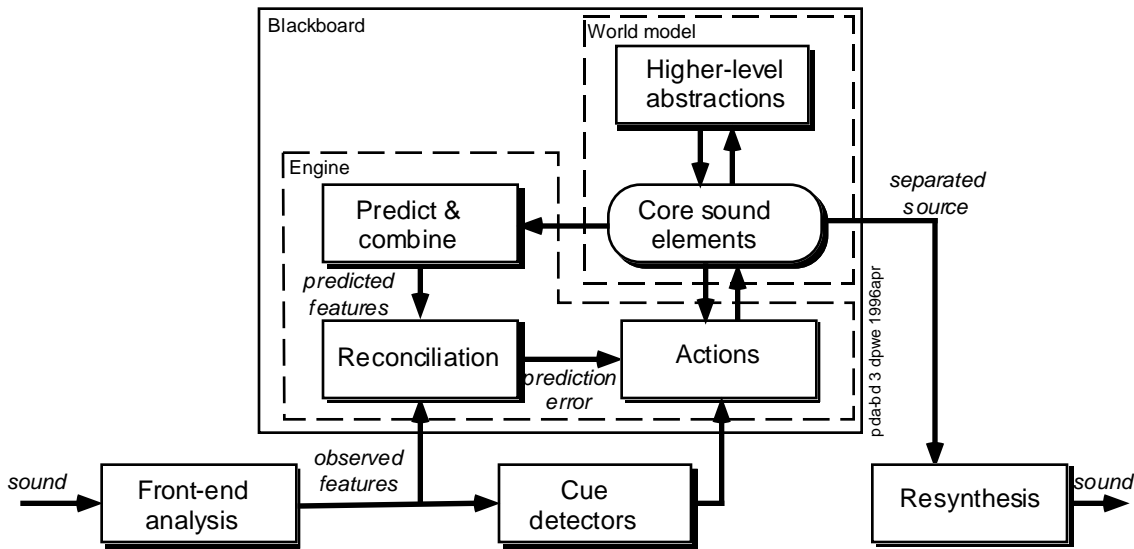 Blackboard
World model
Higher-level
abstractions
Engine
Predict &
combine
Core sound
elements
separated
source
predicted
features
Reconciliation
prediction
error
Actions
pda-bd 3 dpwe 1996apr
sound
Front-end
analysis
observed
features
Cue
detectors
Resynthesis
sound